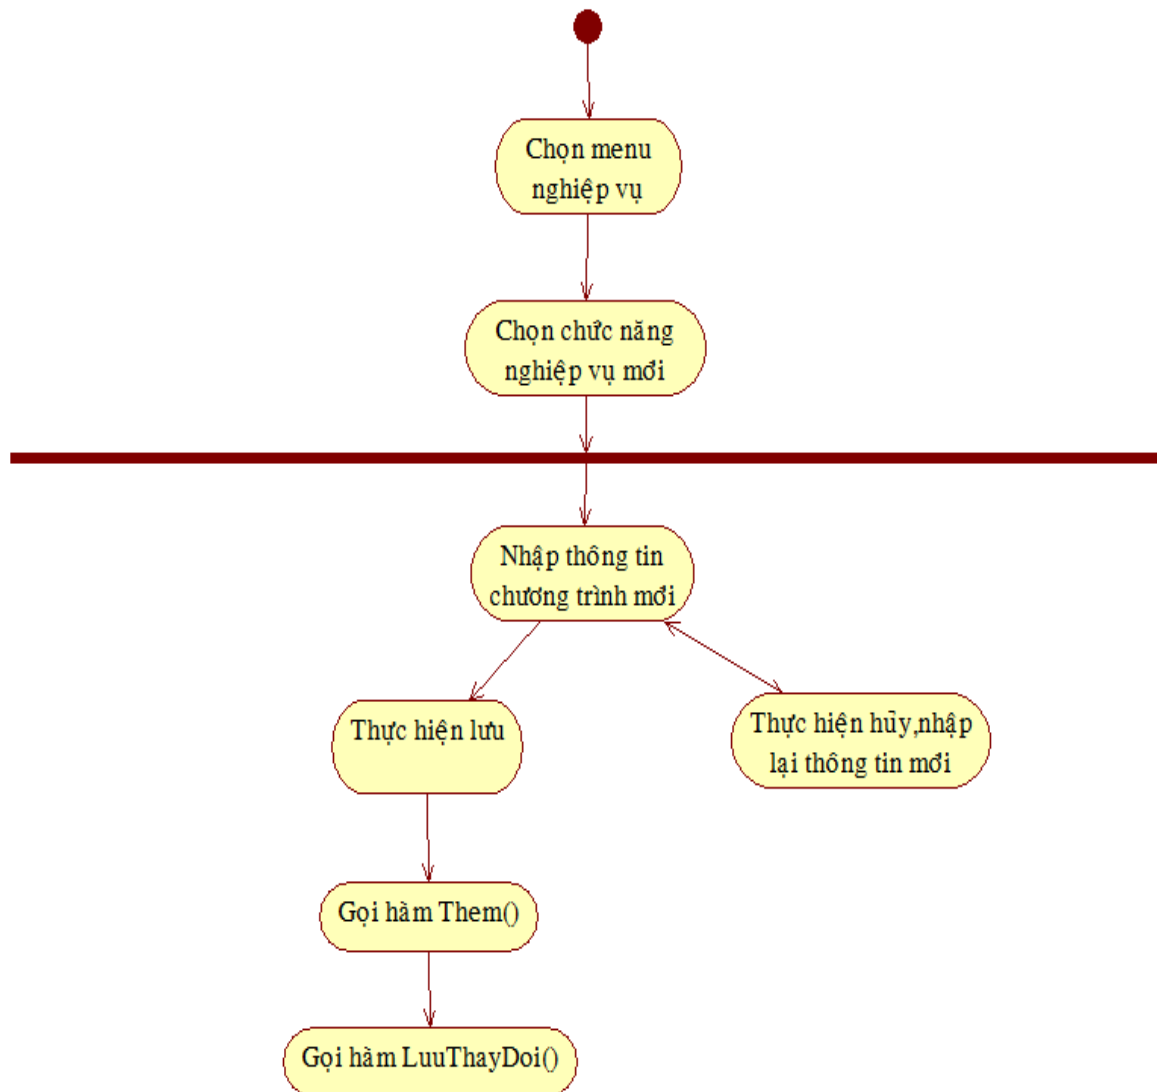 Chọn menu
nghiệp vụ
Chọn chức năng
nghiệp vụ mới
Nhập thông tin
chương trình mới
Thực hiện lưu
Thực hiện hủy,nhập
lại thông tin mới
Gọi hàm Them()
Gọi hàm LuuThayDoi()